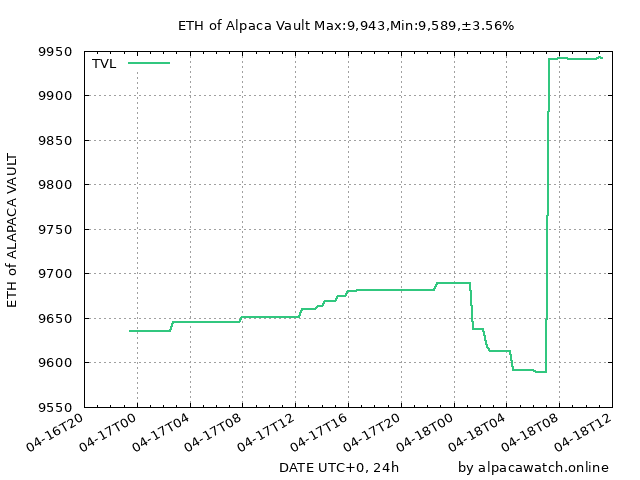 ETH of Alpaca Vault Max:9,943,Min:9,589,±3.56%
TVL
ETH of ALAPACA VAULT
9950
9900
9850
9800
9750
9700
9650
9600
9550
04-16T20
04-17T00
04-17T04
04-17T08
04-17T12
04-17T16
04-17T20
04-18T00
04-18T04
04-18T08
04-18T12
DATE UTC+0, 24h
by alpacawatch.online